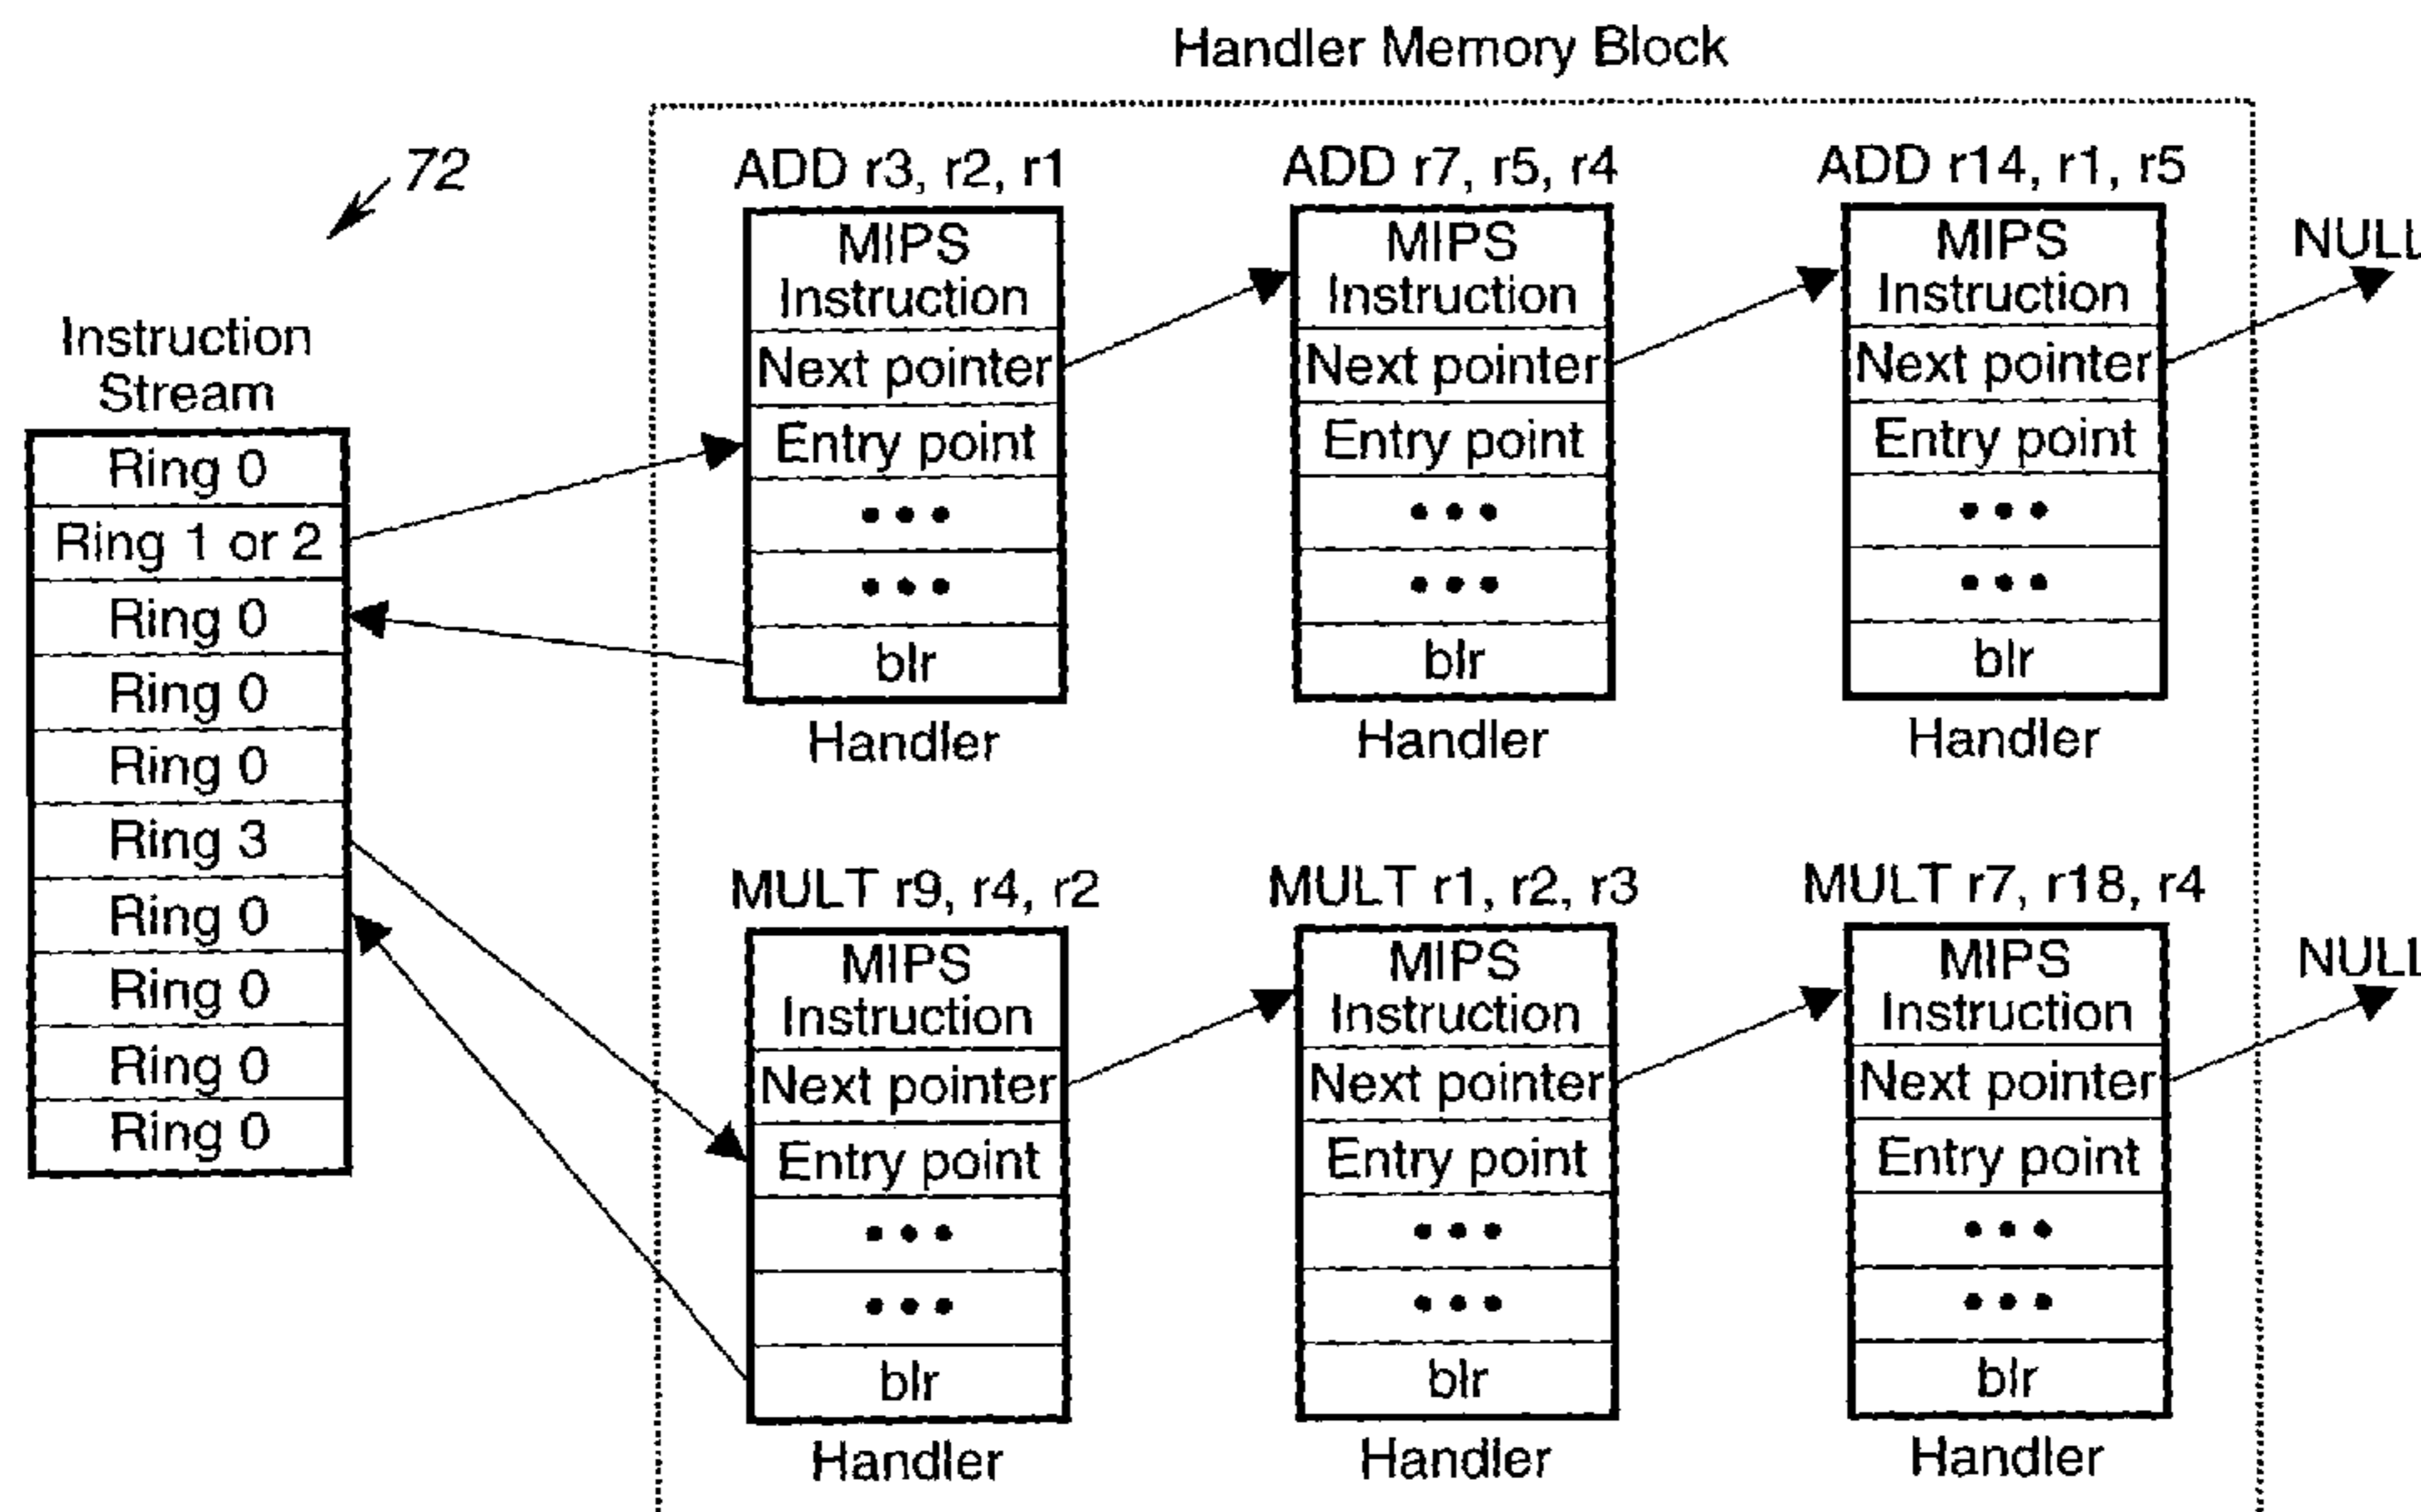 Handler Memory Block
72
Instruction
Stream
Ring 0
Ring 1 or 2
Ring 0
Ring 0
Ring 0
Ring 3
Ring 0
Ring 0
Ring 0
Ring 0
ADD r3, r2, r1
MIPS
Instruction
Next pointer
Entry point
• • •
• • •
blr
Handler
ADD r7, r5, r4
MIPS
Instruction
Next pointer
Entry point
• • •
• • •
blr
Handler
ADD r14, r1, r5
MIPS
Instruction
Next pointer
Entry point
• • •
• • •
blr
Handler
NULL
MULT r9, r4, r2
MIPS
Instruction
Next pointer
Entry point
• • •
• • •
blr
Handler
MULT r1, r2, r3
MIPS
Instruction
Next pointer
Entry point
• • •
• • •
blr
Handler
MULT r7, r18, r4
MIPS
Instruction
Next pointer
Entry point
• • •
• • •
blr
Handler
NULL